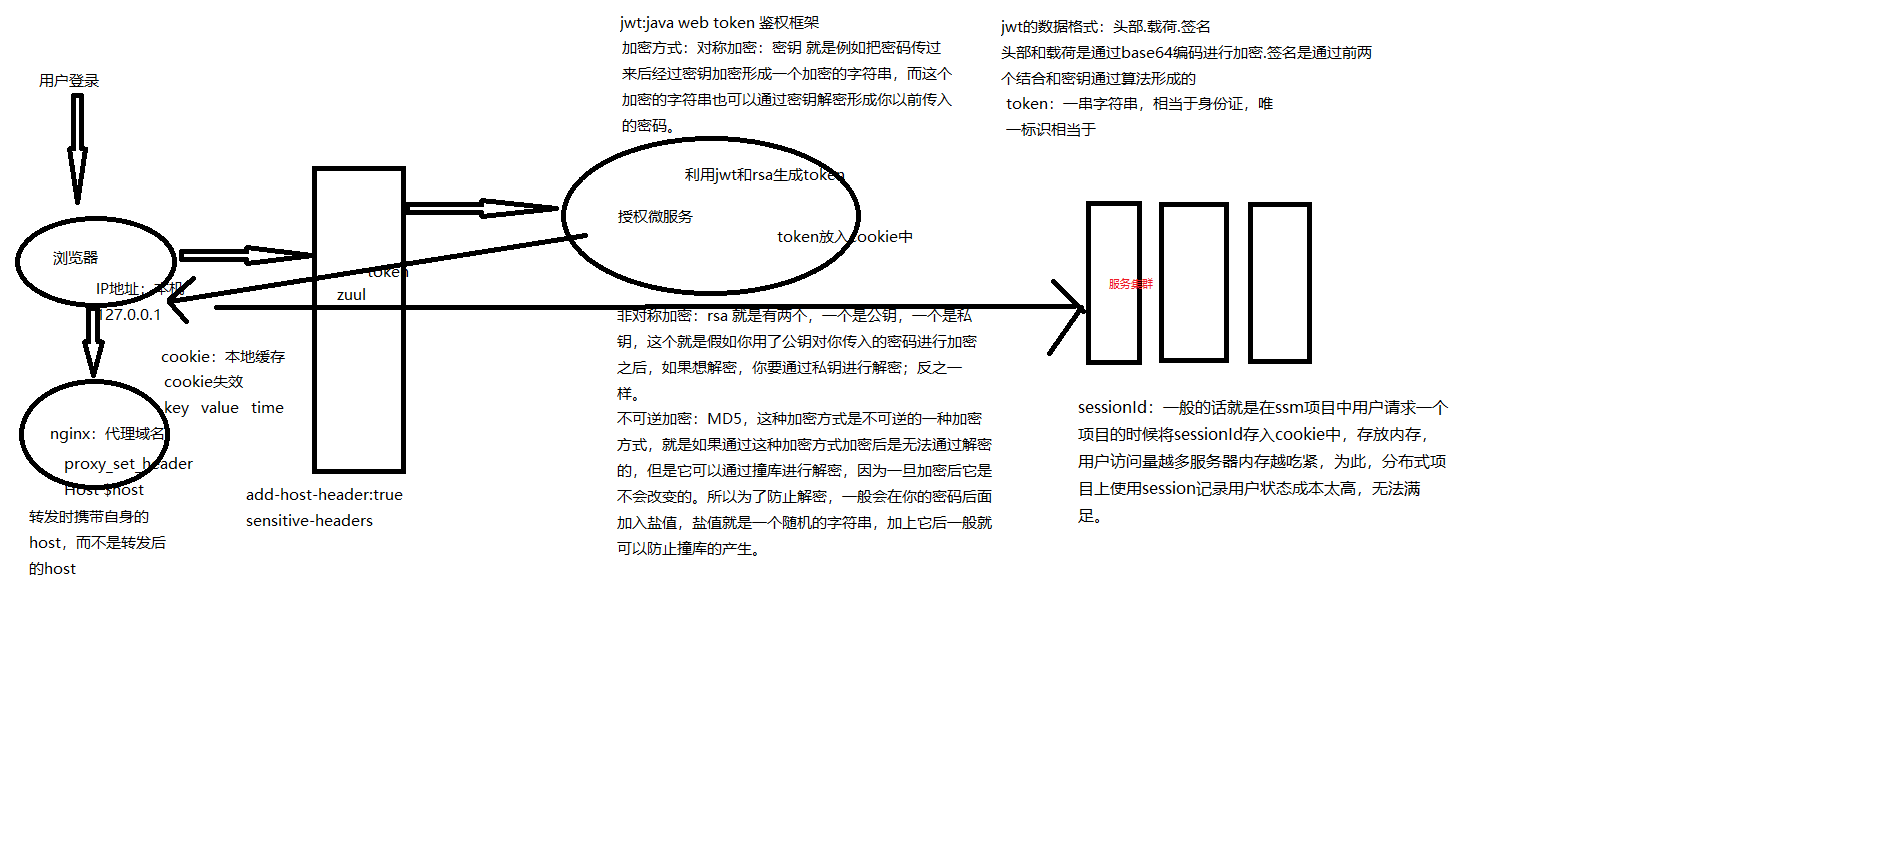 用户登录
浏览器
IP地址；本机
127.0.0.1
cookie：本地缓存
cookie失效
key value time
nginx：代理域名
proxy_set_header
Host $host
转发时携带自身的
host，而不是转发后
的host
token
zuul
add-host-header:true
sensitive-headers
jwt:java web token 鉴权框架
加密方式：对称加密：密钥 就是例如把密码传过
来后经过密钥加密形成一个加密的字符串，而这个
加密的字符串也可以通过密钥解密形成你以前传入
的密码。
利用jwt和rsa生成token
授权微服务
token放入cookie中
非对称加密：rsa 就是有两个，一个是公钥，一个是私
钥，这个就是假如你用了公钥对你传入的密码进行加密
之后，如果想解密，你要通过私钥进行解密；反之一
样。
不可逆加密：MD5，这种加密方式是不可逆的一种加密
方式，就是如果通过这种加密方式加密后是无法通过解密
的，但是它可以通过撞库进行解密，因为一旦加密后它是
不会改变的。所以为了防止解密，一般会在你的密码后面
加入盐值，盐值就是一个随机的字符串，加上它后一般就
可以防止撞库的产生。
jwt的数据格式：头部.载荷.签名
头部和载荷是通过base64编码进行加密.签名是通过前两
个结合和密钥通过算法形成的
token：一串字符串，相当于身份证，唯
一标识相当于
服务集群
sessionId：一般的话就是在ssm项目中用户请求一个
项目的时候将sessionId存入cookie中，存放内存，
用户访问量越多服务器内存越吃紧，为此，分布式项
目上使用session记录用户状态成本太高，无法满
足。